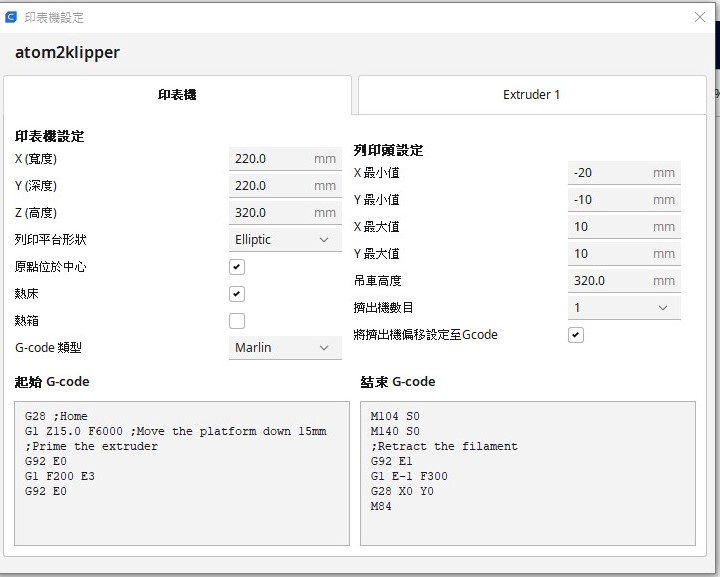 印表機設定
atom2klipper
印表機
Extruder 1
印表機設定
X (寬度) 220.0 mm
Y (深度) 220.0 mm
Z (高度) 320.0 mm
列印平台形狀 Elliptic
原點位於中心
熱床
熱箱
G-code 類型 Marlin
列印頭設定
X 最小值 -20 mm
Y 最小值 -10 mm
X 最大值 10 mm
Y 最大值 10 mm
吊車高度 320.0 mm
擠出機數目 1
將擠出機偏移設定至Gcode
起始 G-code
G28 ;Home
G1 Z15.0 F6000 ;Move the platform down 15mm
;Prime the extruder
G92 E0
G1 F200 E3
G92 E0
結束 G-code
M104 S0
M140 S0
;Retract the filament
G92 E1
G1 E-1 F300
G28 X0 Y0
M84